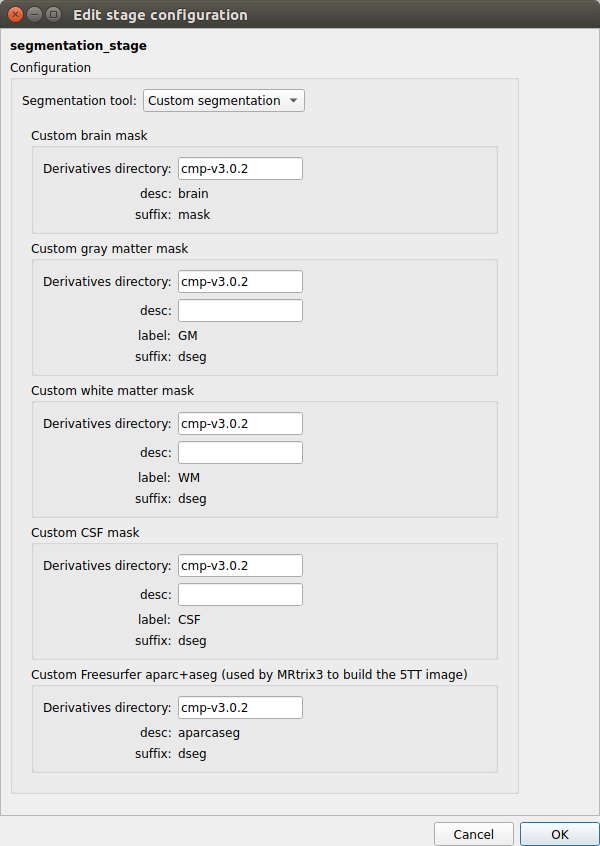 Edit stage configuration
segmentation_stage
Configuration
Segmentation tool: Custom segmentation
Custom brain mask
Derivatives directory: cmp-v3.0.2
desc: brain
suffix: mask
Custom gray matter mask
Derivatives directory: cmp-v3.0.2
desc:
label: GM
suffix: dseg
Custom white matter mask
Derivatives directory: cmp-v3.0.2
desc:
label: WM
suffix: dseg
Custom CSF mask
Derivatives directory: cmp-v3.0.2
desc:
label: CSF
suffix: dseg
Custom Freesurfer aparc+aseg (used by MRtrix3 to build the 5TT image)
Derivatives directory: cmp-v3.0.2
desc: aparcaseg
suffix: dseg
Cancel OK